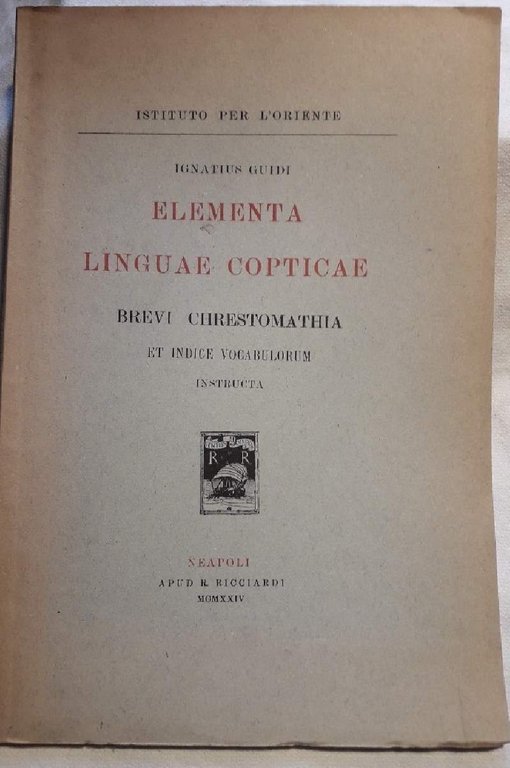 ISTITUTO PER L'ORIENTE
IGNATIUS GUIDI
ELEMENTA
LINGUAE COPTICAE
BREVI CHRESTOMATHIA
ET INDICE VOCABULORUM
INSTRUCTA
R R
NEAPOLI
APUD R. RICCIARDI
MCMXXIV